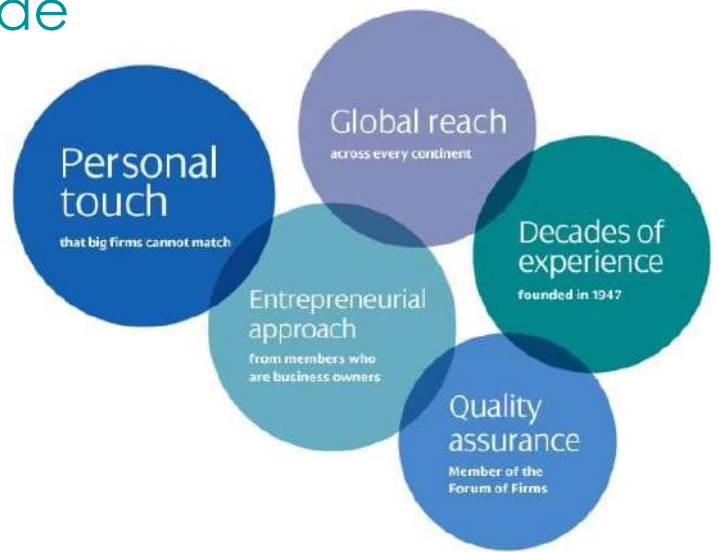 de
Personal
touch
that big firms cannot match
Global reach
across every continent
Entrepreneurial
approach
from members who
are business owners
Decades of
experience
founded in 1947
Quality
assurance
Member of the
Forum of Firms